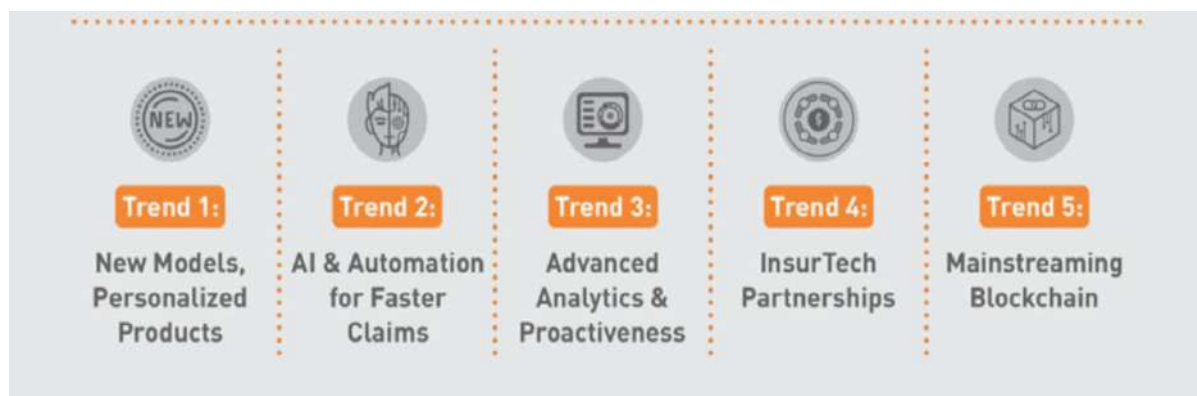 NEW
Trend 1:
New Models,
Personalized
Products
Trend 2:
AI & Automation
for Faster
Claims
Trend 3:
Advanced
Analytics &
Proactiveness
Trend 4:
InsurTech
Partnerships
Trend 5:
Mainstreaming
Blockchain